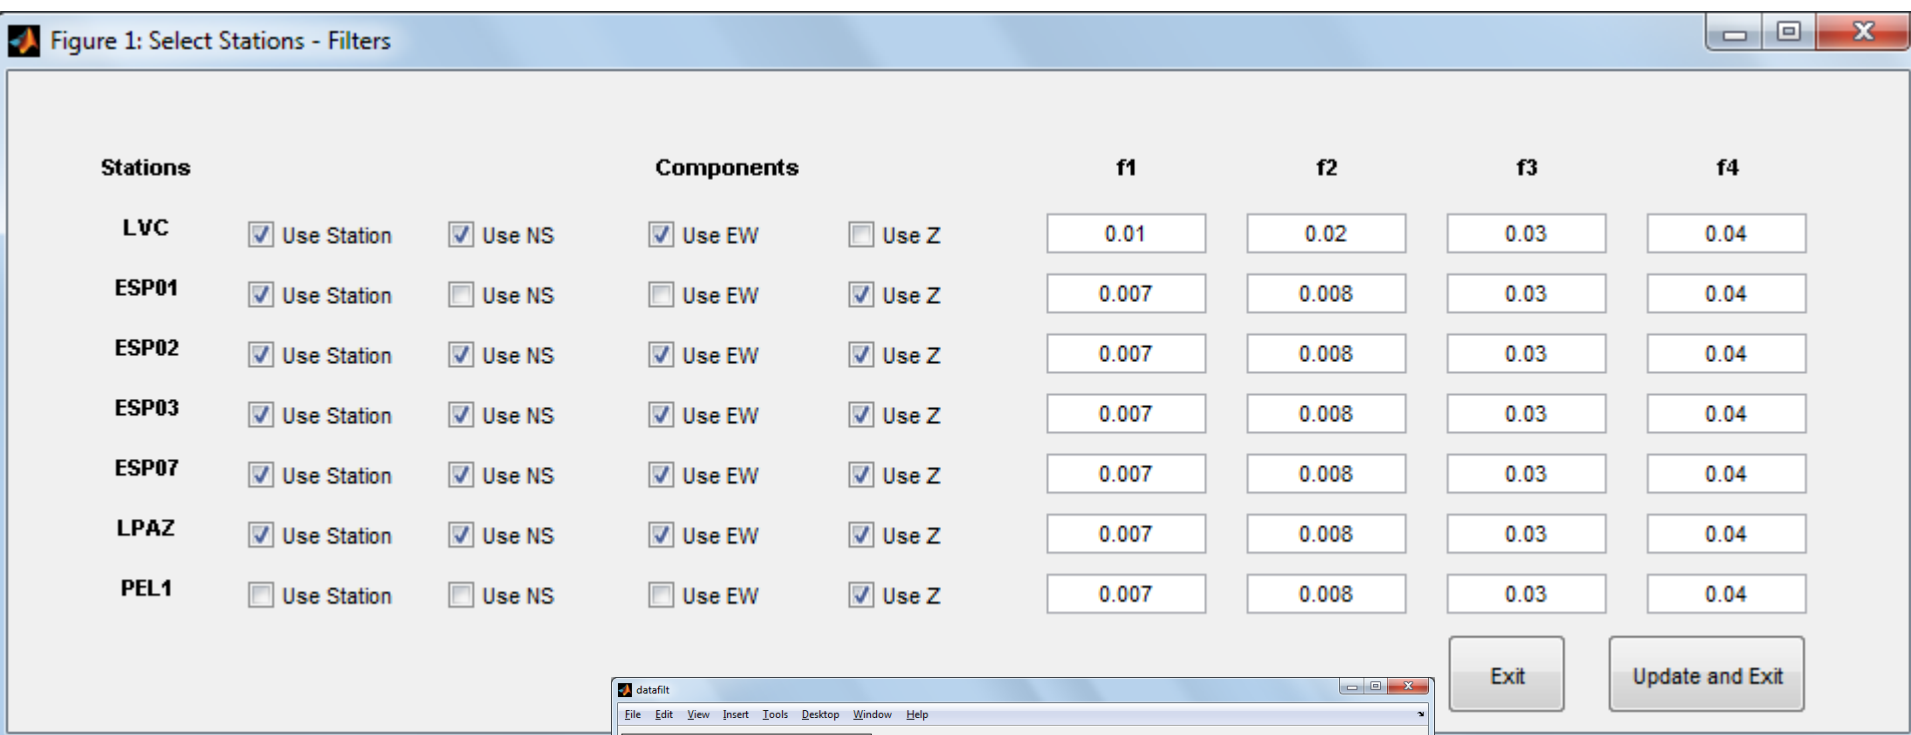 Figure 1: Select Stations - Filters
Stations Components f1 f2 f3 f4
LVC Use Station Use NS Use EW Use Z 0.01 0.02 0.03 0.04
ESP01 Use Station Use NS Use EW Use Z 0.007 0.008 0.03 0.04
ESP02 Use Station Use NS Use EW Use Z 0.007 0.008 0.03 0.04
ESP03 Use Station Use NS Use EW Use Z 0.007 0.008 0.03 0.04
ESP07 Use Station Use NS Use EW Use Z 0.007 0.008 0.03 0.04
LPAZ Use Station Use NS Use EW Use Z 0.007 0.008 0.03 0.04
PEL1 Use Station Use NS Use EW Use Z 0.007 0.008 0.03 0.04
Exit Update and Exit
datafilt
File Edit View Insert Tools Desktop Window Help